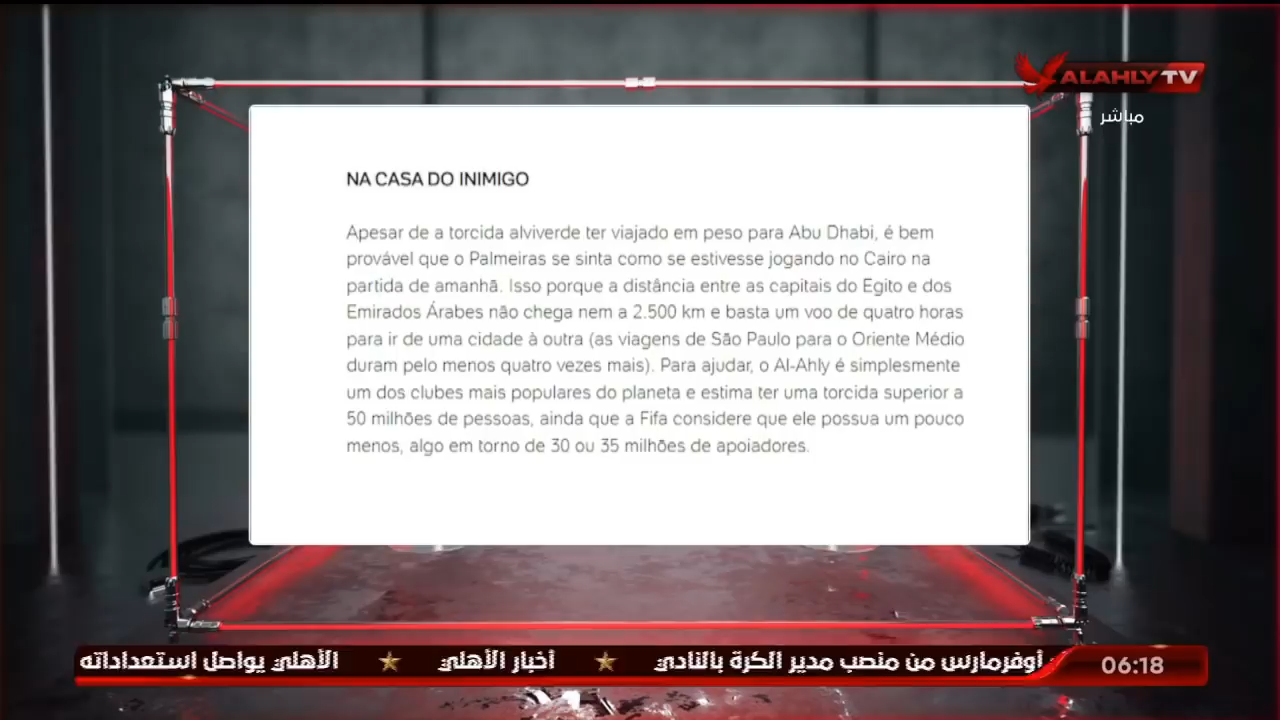 ALAHLY TV
مباشر
NA CASA DO INIMIGO
Apesar de a torcida alviverde ter viajado em peso para Abu Dhabi, é bem
provável que o Palmeiras se sinta como se estivesse jogando no Cairo na
partida de amanhã. Isso porque a distância entre as capitais do Egito e dos
Emirados Árabes não chega nem a 2.500 km e basta um voo de quatro horas
para ir de uma cidade à outra (as viagens de São Paulo para o Oriente Médio
duram pelo menos quatro vezes mais). Para ajudar, o Al-Ahly é simplesmente
um dos clubes mais populares do planeta e estima ter uma torcida superior a
50 milhões de pessoas, ainda que a Fifa considere que ele possua um pouco
menos, algo em torno de 30 ou 35 milhões de apoiadores.
أوفرمارس من منصب مدير الكرة بالنادي ★ أخبار الأهلي ★ الأهلي يواصل استعداداته
06:18